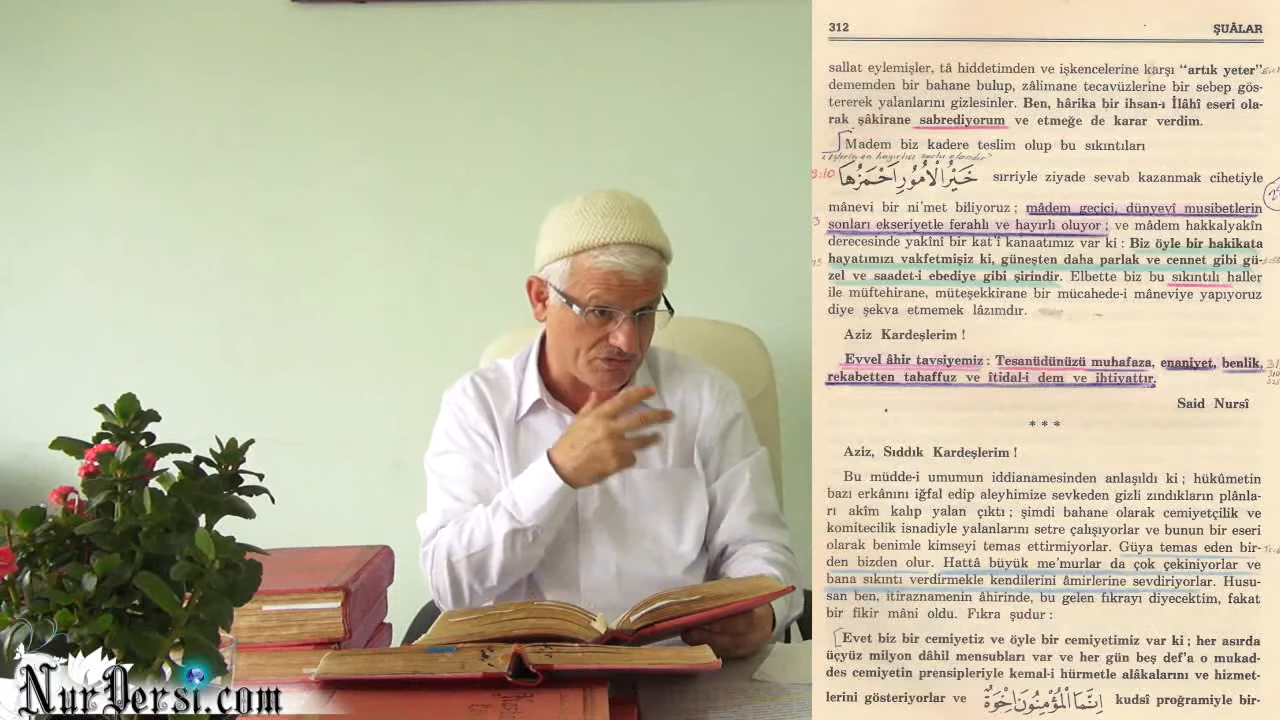 312
ŞUÂLAR
sallat eylemişler, tâ hiddetimden ve işkencelerine karşı “artık yeter”
dememden bir bahane bulup, zâlimane tecavüzlerine bir sebep gös-
tererek yalanlarını gizlesinler. Ben, hârika bir ihsan-ı İlâhî eseri ola-
rak şâkirane sabrediyorum ve etmeğe de karar verdim.
Madem biz kadere teslim olup bu sıkıntıları
خَيْرُ الْاُمُورِ اَحْمَزُهَا sırriyle ziyade sevab kazanmak cihetiyle
mânevi bir ni'met biliyoruz ; mâdem geçici, dünyevî musibetlerin
sonları ekseriyetle ferahlı ve hayırlı oluyor ; ve mâdem hakkalyakîn
derecesinde yakînî bir kat'î kanaatımız var ki : Biz öyle bir hakikata
hayatımızı vakfetmişiz ki, güneşten daha parlak ve cennet gibi gü-
zel ve saadet-i ebediye gibi şirindir. Elbette biz bu sıkıntılı haller
ile müftehirane, müteşekkirane bir mücahede-i mâneviye yapıyoruz
diye şekva etmemek lâzımdır.
Aziz Kardeşlerim !
Evvel âhir tavsiyemiz : Tesanüdünüzü muhafaza, enaniyet, benlik,
rekabetten tahaffuz ve îtidal-i dem ve ihtiyattır.
Said Nursî
* * *
Aziz, Sıddık Kardeşlerim !
Bu müdde-i umumun iddianamesinden anlaşıldı ki ; hükûmetin
bazı erkânını iğfal edip aleyhimize sevkeden gizli zındıkların plânla-
rı akîm kalıp yalan çıktı ; şimdi bahane olarak cemiyetçilik ve
komitecilik isnadiyle yalanlarını setre çalışıyorlar ve bunun bir eseri
olarak benimle kimseyi temas ettirmiyorlar. Güya temas eden bir-
den bizden olur. Hattâ büyük me'murlar da çok çekiniyorlar ve
bana sıkıntı verdirmekle kendilerini âmirlerine sevdiriyorlar. Husu-
san ben, itiraznamenin âhirinde, bu gelen fıkrayı diyecektim, fakat
bir fikir mâni oldu. Fıkra şudur :
Evet biz bir cemiyetiz ve öyle bir cemiyetimiz var ki ; her asırda
üçyüz milyon dâhil mensubları var ve her gün beş def'a o mukad-
des cemiyetin prensipleriyle kemal-i hürmetle alâkalarını ve hizmet-
lerini gösteriyorlar ve اِنَّمَا الْمُؤْمِنُونَ اِخْوَةٌ kudsî proğramiyle bir-
NurDersi.com